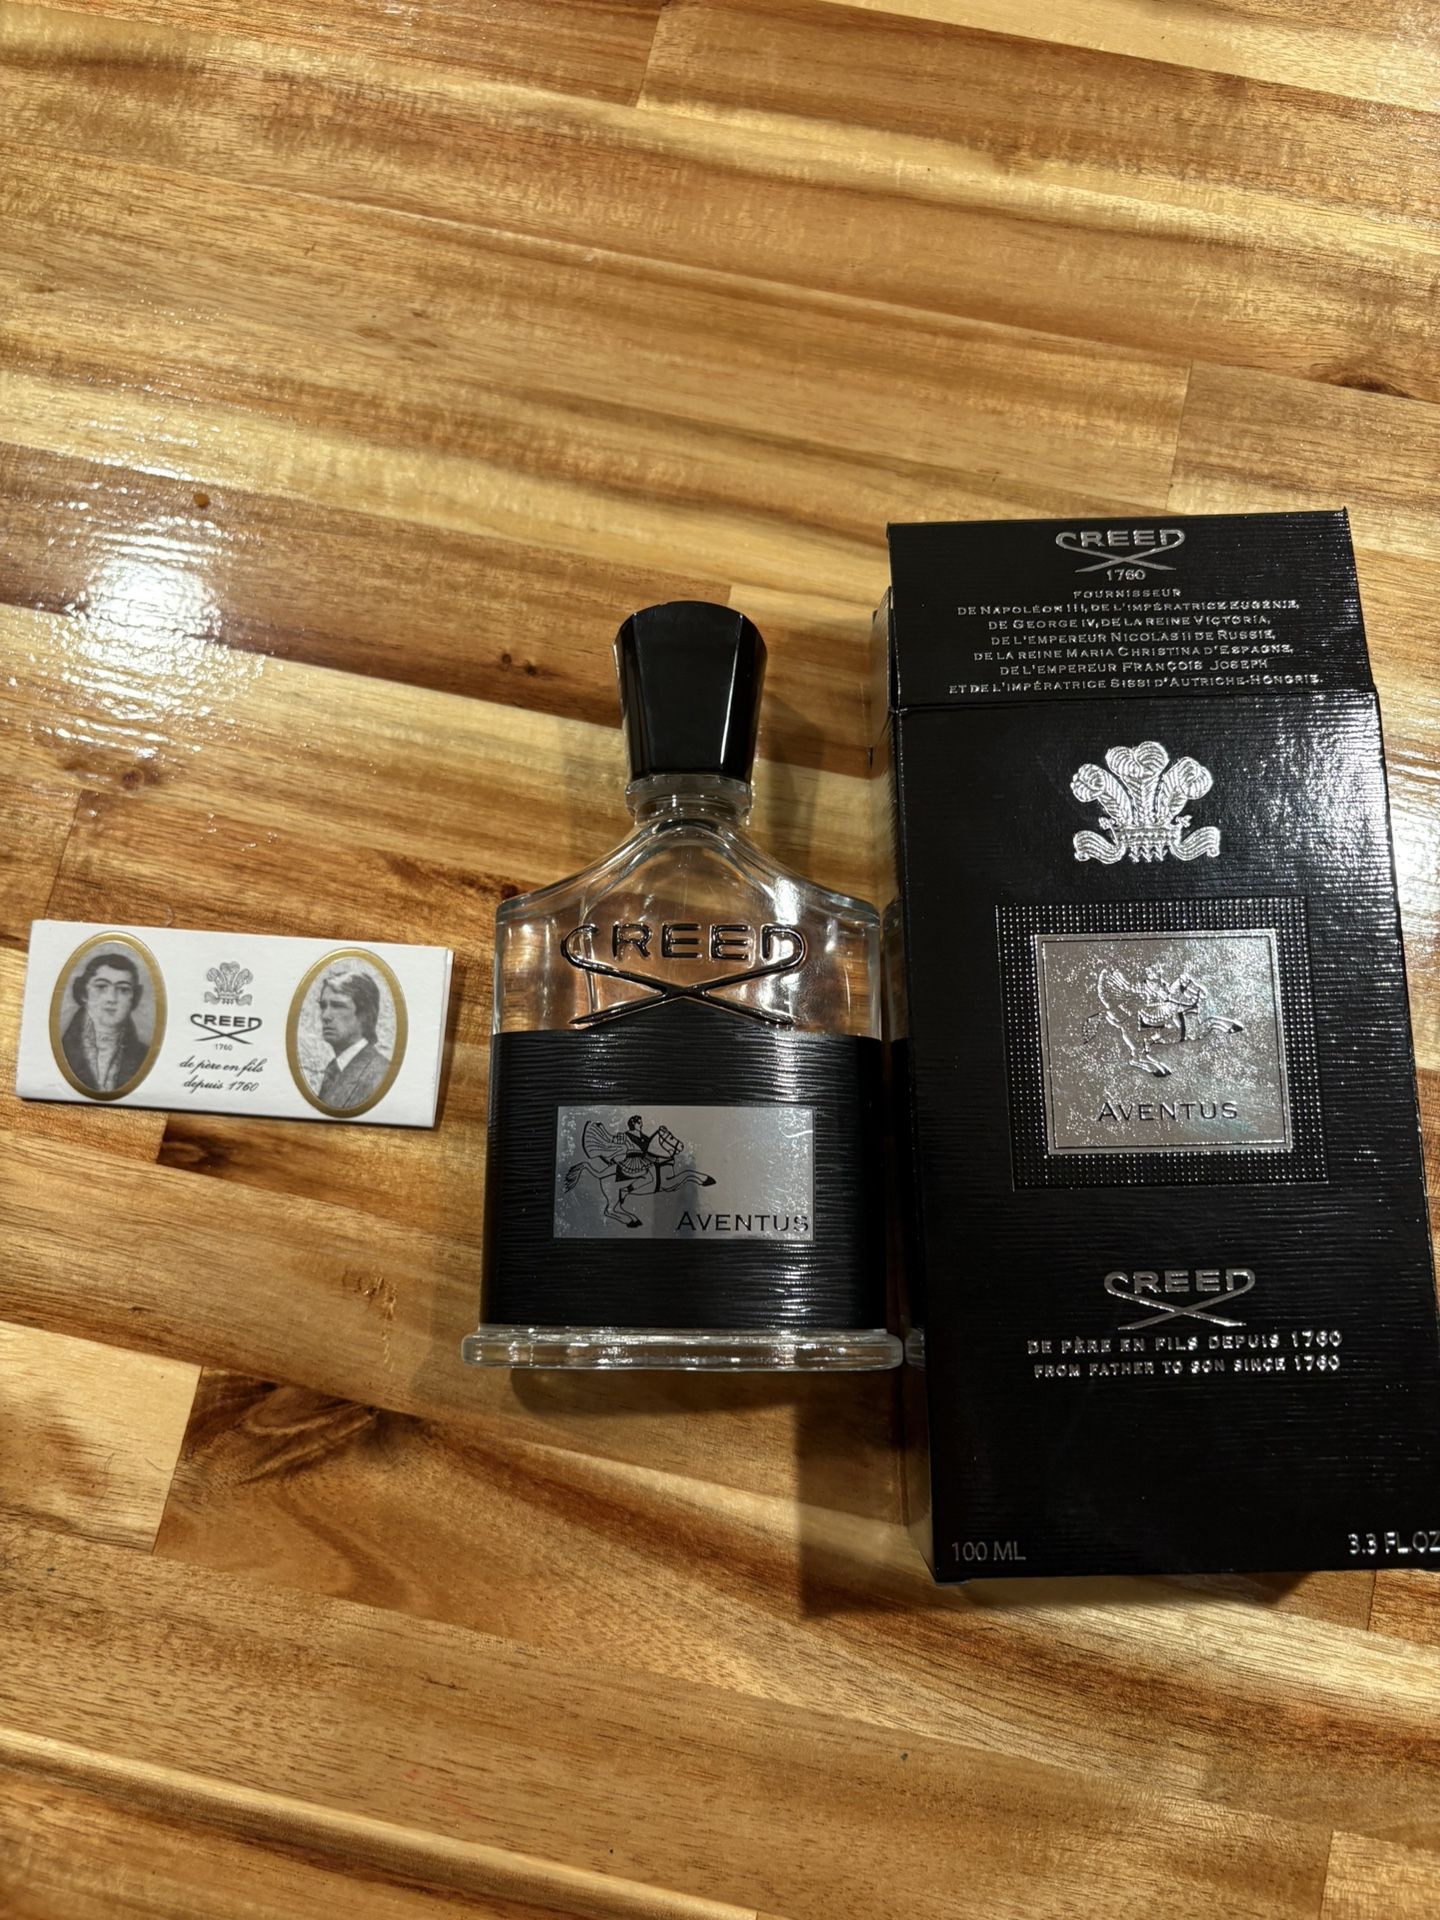 CREED
1760
de père en fils
depuis 1760
CREED
AVENTUS
CREED
1760
FOURNISSEUR
DE NAPOLÉON III, DE L'IMPÉRATRICE EUGÉNIE,
DE GEORGE IV, DE LA REINE VICTORIA,
DE L'EMPEREUR NICOLAS II DE RUSSIE,
DE LA REINE MARIA CHRISTINA D'ESPAGNE,
DE L'EMPEREUR FRANÇOIS JOSEPH
ET DE L'IMPÉRATRICE SISSI D'AUTRICHE-HONGRIE.
AVENTUS
CREED
DE PÈRE EN FILS DEPUIS 1760
FROM FATHER TO SON SINCE 1760
100 ML
3.3 FL.OZ